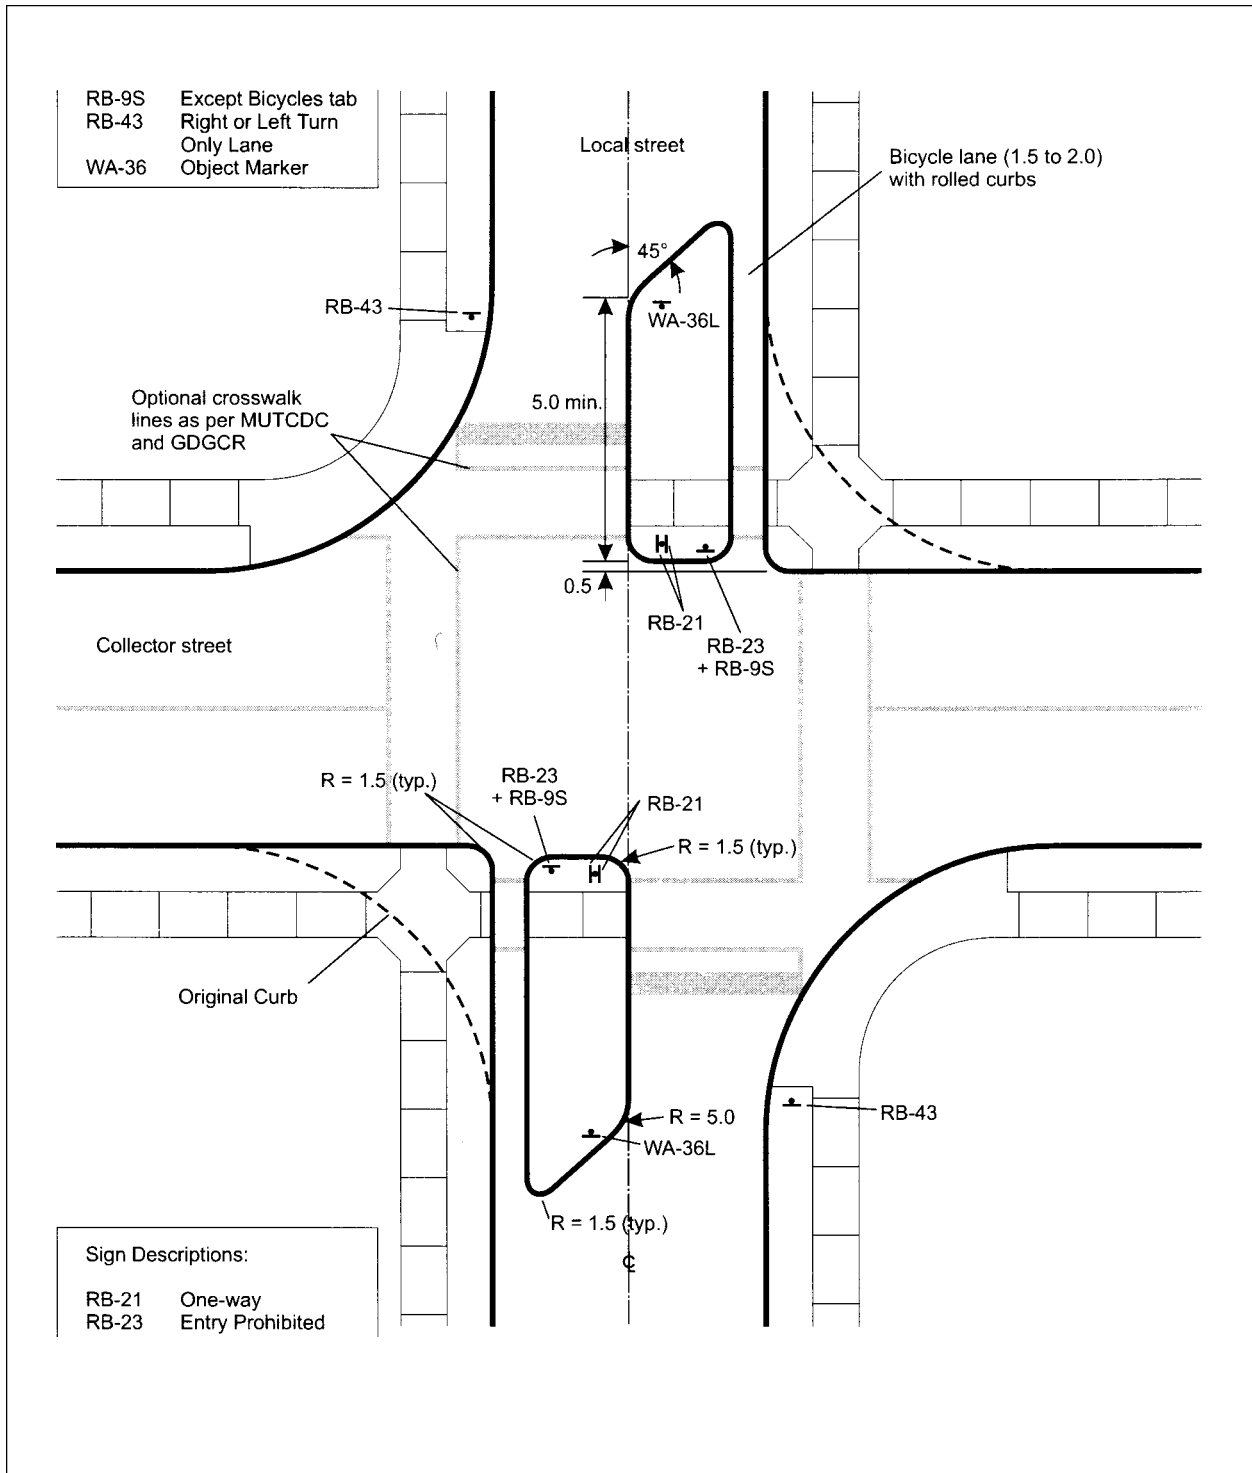 RB-9S Except Bicycles tab
RB-43 Right or Left Turn
Only Lane
WA-36 Object Marker
Local street
Bicycle lane (1.5 to 2.0)
with rolled curbs
45°
RB-43
WA-36L
Optional crosswalk
lines as per MUTCDC
and GDGCR
5.0 min.
0.5
RB-21
RB-23
+ RB-9S
Collector street
R = 1.5 (typ.)
RB-23
+ RB-9S
RB-21
R = 1.5 (typ.)
Original Curb
R = 5.0
RB-43
WA-36L
R = 1.5 (typ.)
℄
Sign Descriptions:
RB-21 One-way
RB-23 Entry Prohibited